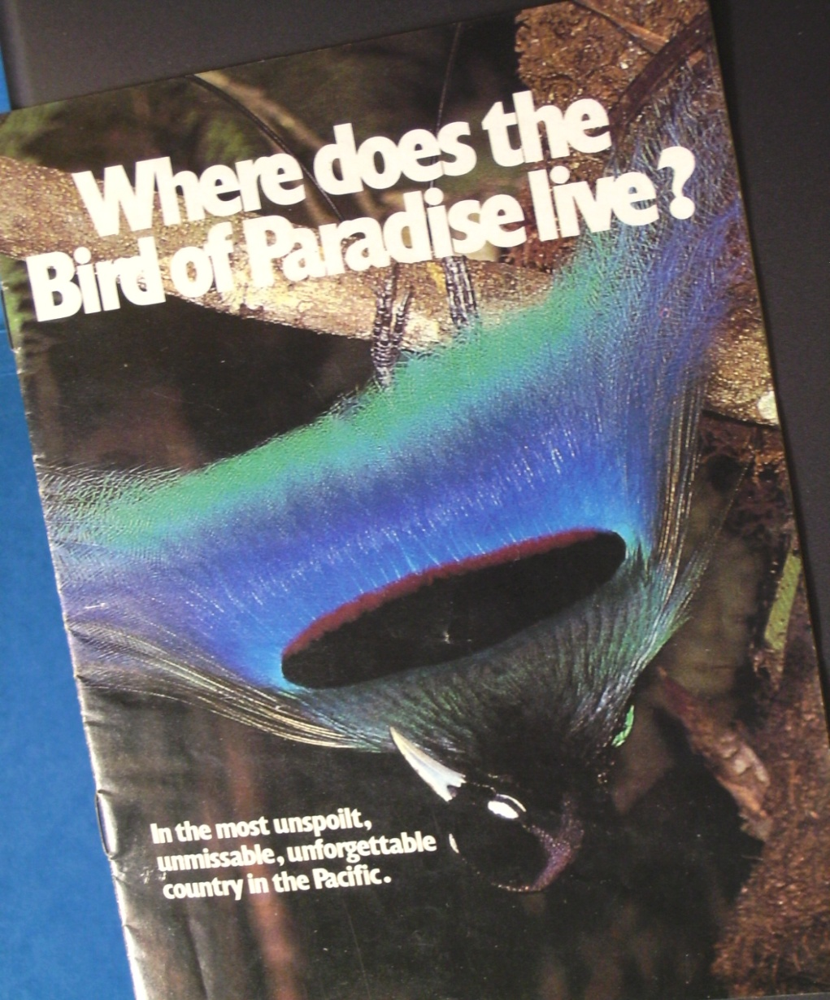 Where does the
Bird of Paradise live?
In the most unspoilt,
unmissable, unforgettable
country in the Pacific.